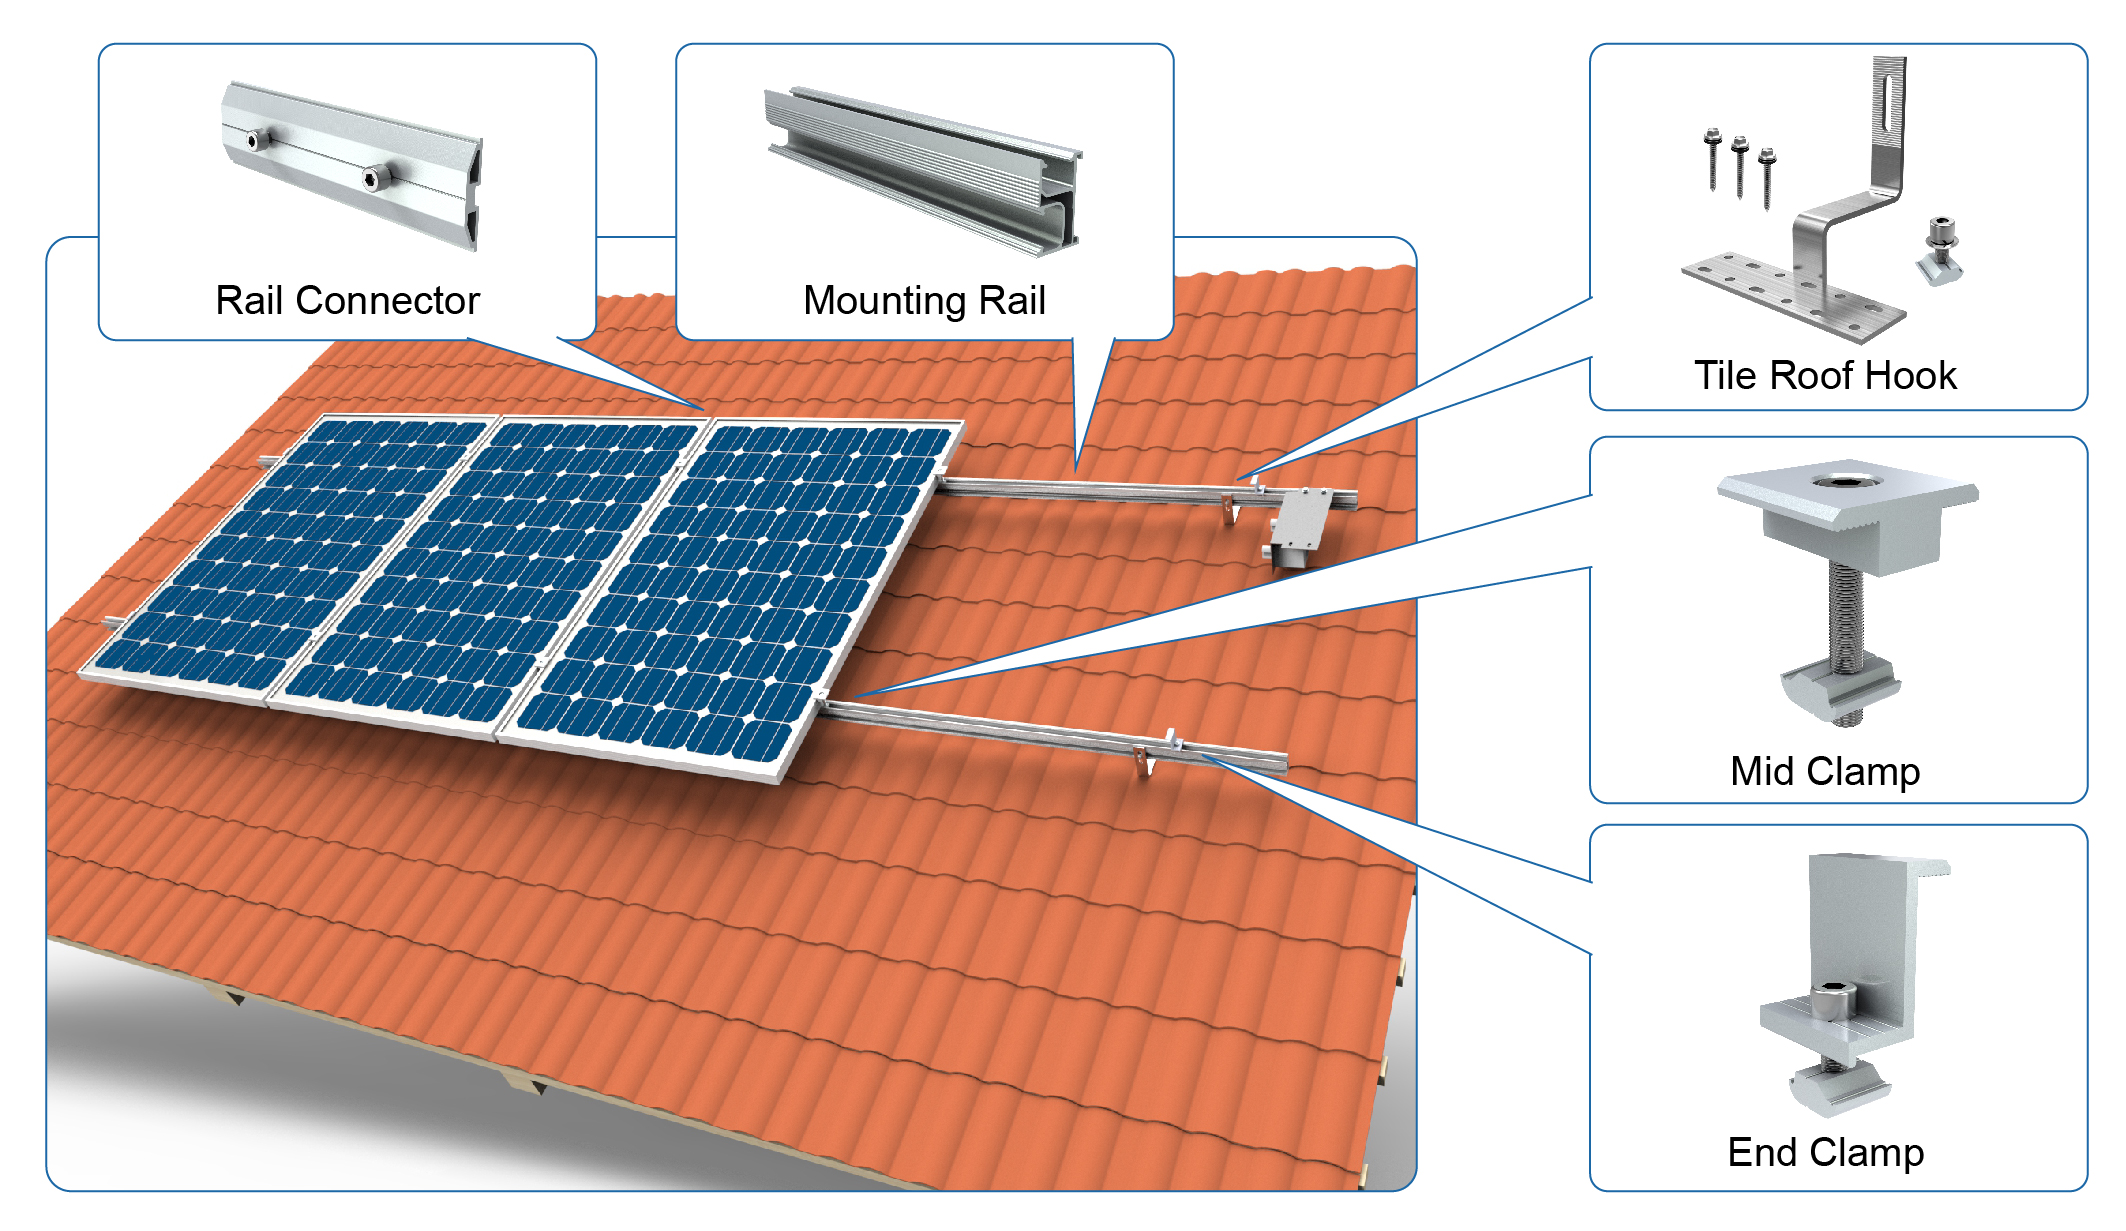 Rail Connector
Mounting Rail
Tile Roof Hook
Mid Clamp
End Clamp